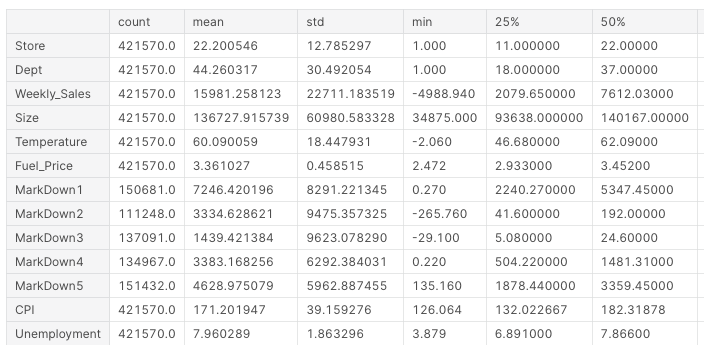 count mean std min 25% 50%
Store 421570.0 22.200546 12.785297 1.000 11.000000 22.00000
Dept 421570.0 44.260317 30.492054 1.000 18.000000 37.00000
Weekly_Sales 421570.0 15981.258123 22711.183519 -4988.940 2079.650000 7612.03000
Size 421570.0 136727.915739 60980.583328 34875.000 93638.000000 140167.00000
Temperature 421570.0 60.090059 18.447931 -2.060 46.680000 62.09000
Fuel_Price 421570.0 3.361027 0.458515 2.472 2.933000 3.45200
MarkDown1 150681.0 7246.420196 8291.221345 0.270 2240.270000 5347.45000
MarkDown2 111248.0 3334.628621 9475.357325 -265.760 41.600000 192.00000
MarkDown3 137091.0 1439.421384 9623.078290 -29.100 5.080000 24.60000
MarkDown4 134967.0 3383.168256 6292.384031 0.220 504.220000 1481.31000
MarkDown5 151432.0 4628.975079 5962.887455 135.160 1878.440000 3359.45000
CPI 421570.0 171.201947 39.159276 126.064 132.022667 182.31878
Unemployment 421570.0 7.960289 1.863296 3.879 6.891000 7.86600